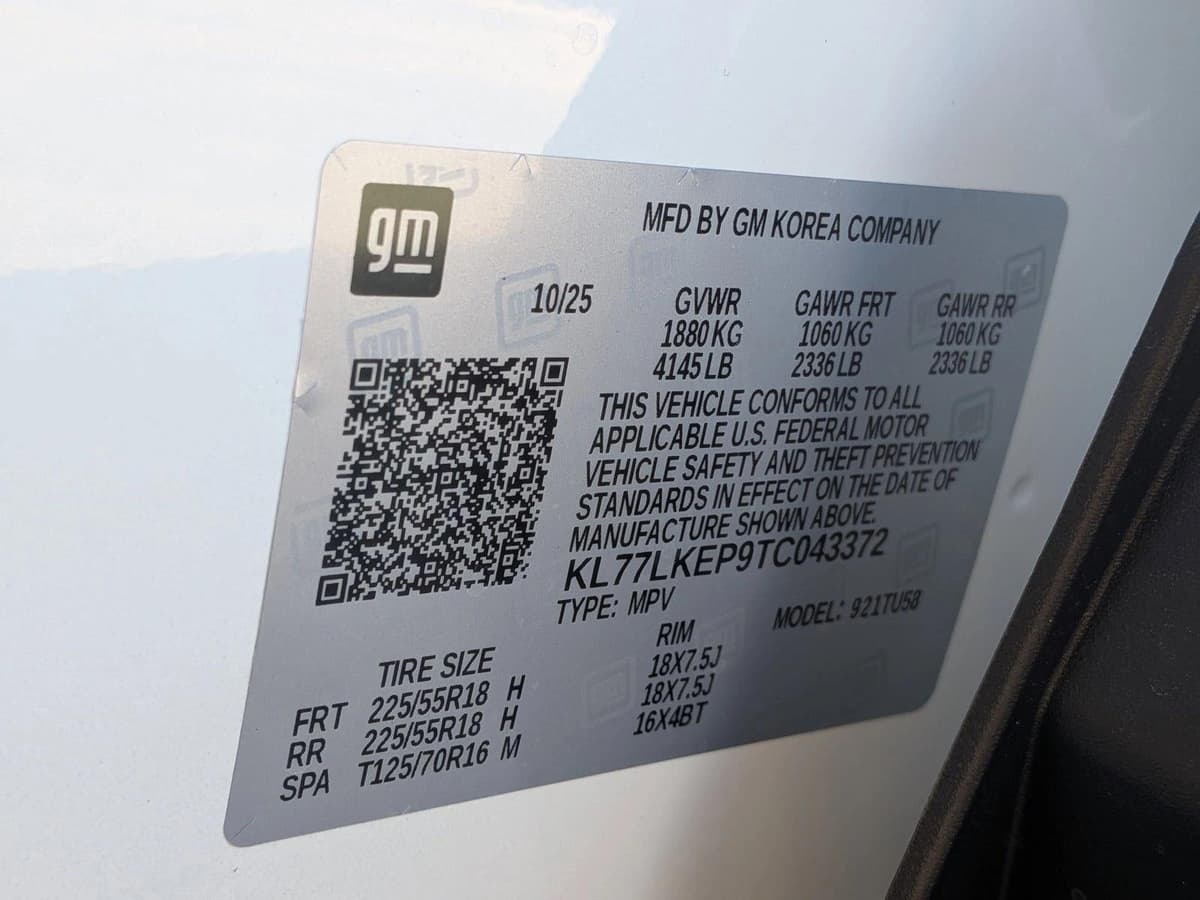 gm
MFD BY GM KOREA COMPANY
10/25 GVWR GAWR FRT GAWR RR
1880 KG 1060 KG 1060 KG
4145 LB 2336 LB 2336 LB
THIS VEHICLE CONFORMS TO ALL
APPLICABLE U.S. FEDERAL MOTOR
VEHICLE SAFETY AND THEFT PREVENTION
STANDARDS IN EFFECT ON THE DATE OF
MANUFACTURE SHOWN ABOVE.
KL77LKEP9TC043372
TYPE: MPV MODEL: 921TU58
TIRE SIZE RIM
FRT 225/55R18 H 18X7.5J
RR 225/55R18 H 18X7.5J
SPA T125/70R16 M 16X4BT